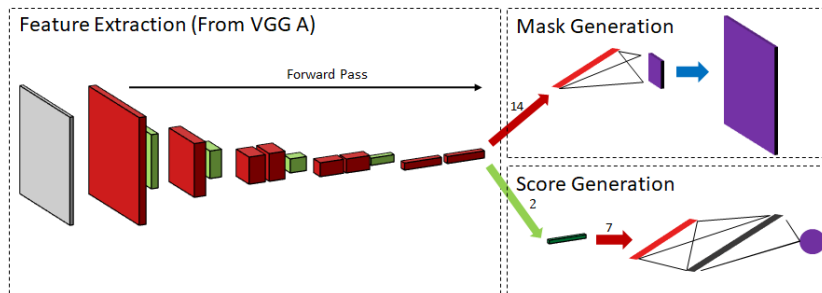 Feature Extraction (From VGG A)
Forward Pass
Mask Generation
14
Score Generation
2
7